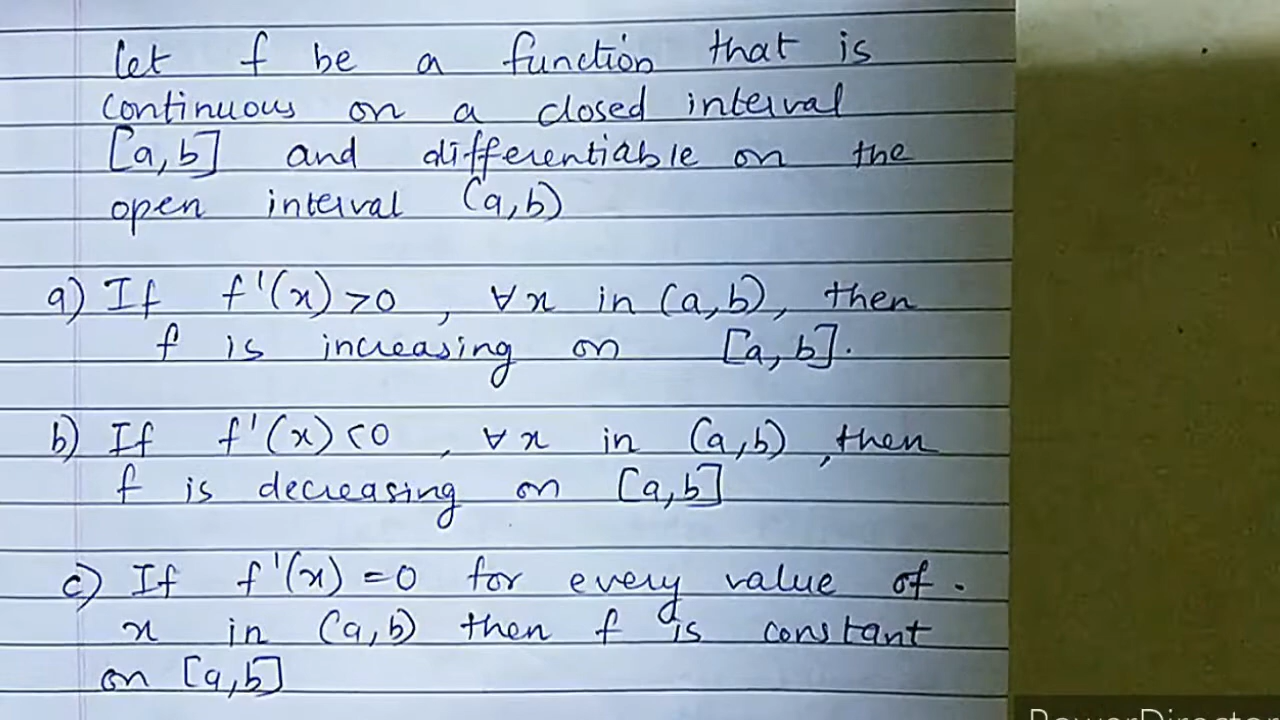 Let f be a function that is
continuous on a closed interval
[a,b] and differentiable on the
open interval (a,b)
a) If f'(x) >0 , ∀x in (a,b), then
f is increasing on [a,b].
b) If f'(x) <0 , ∀x in (a,b) , then
f is decreasing on [a,b]
c) If f'(x) =0 for every value of .
x in (a,b) then f is constant
on [a,b]
PowerDirector